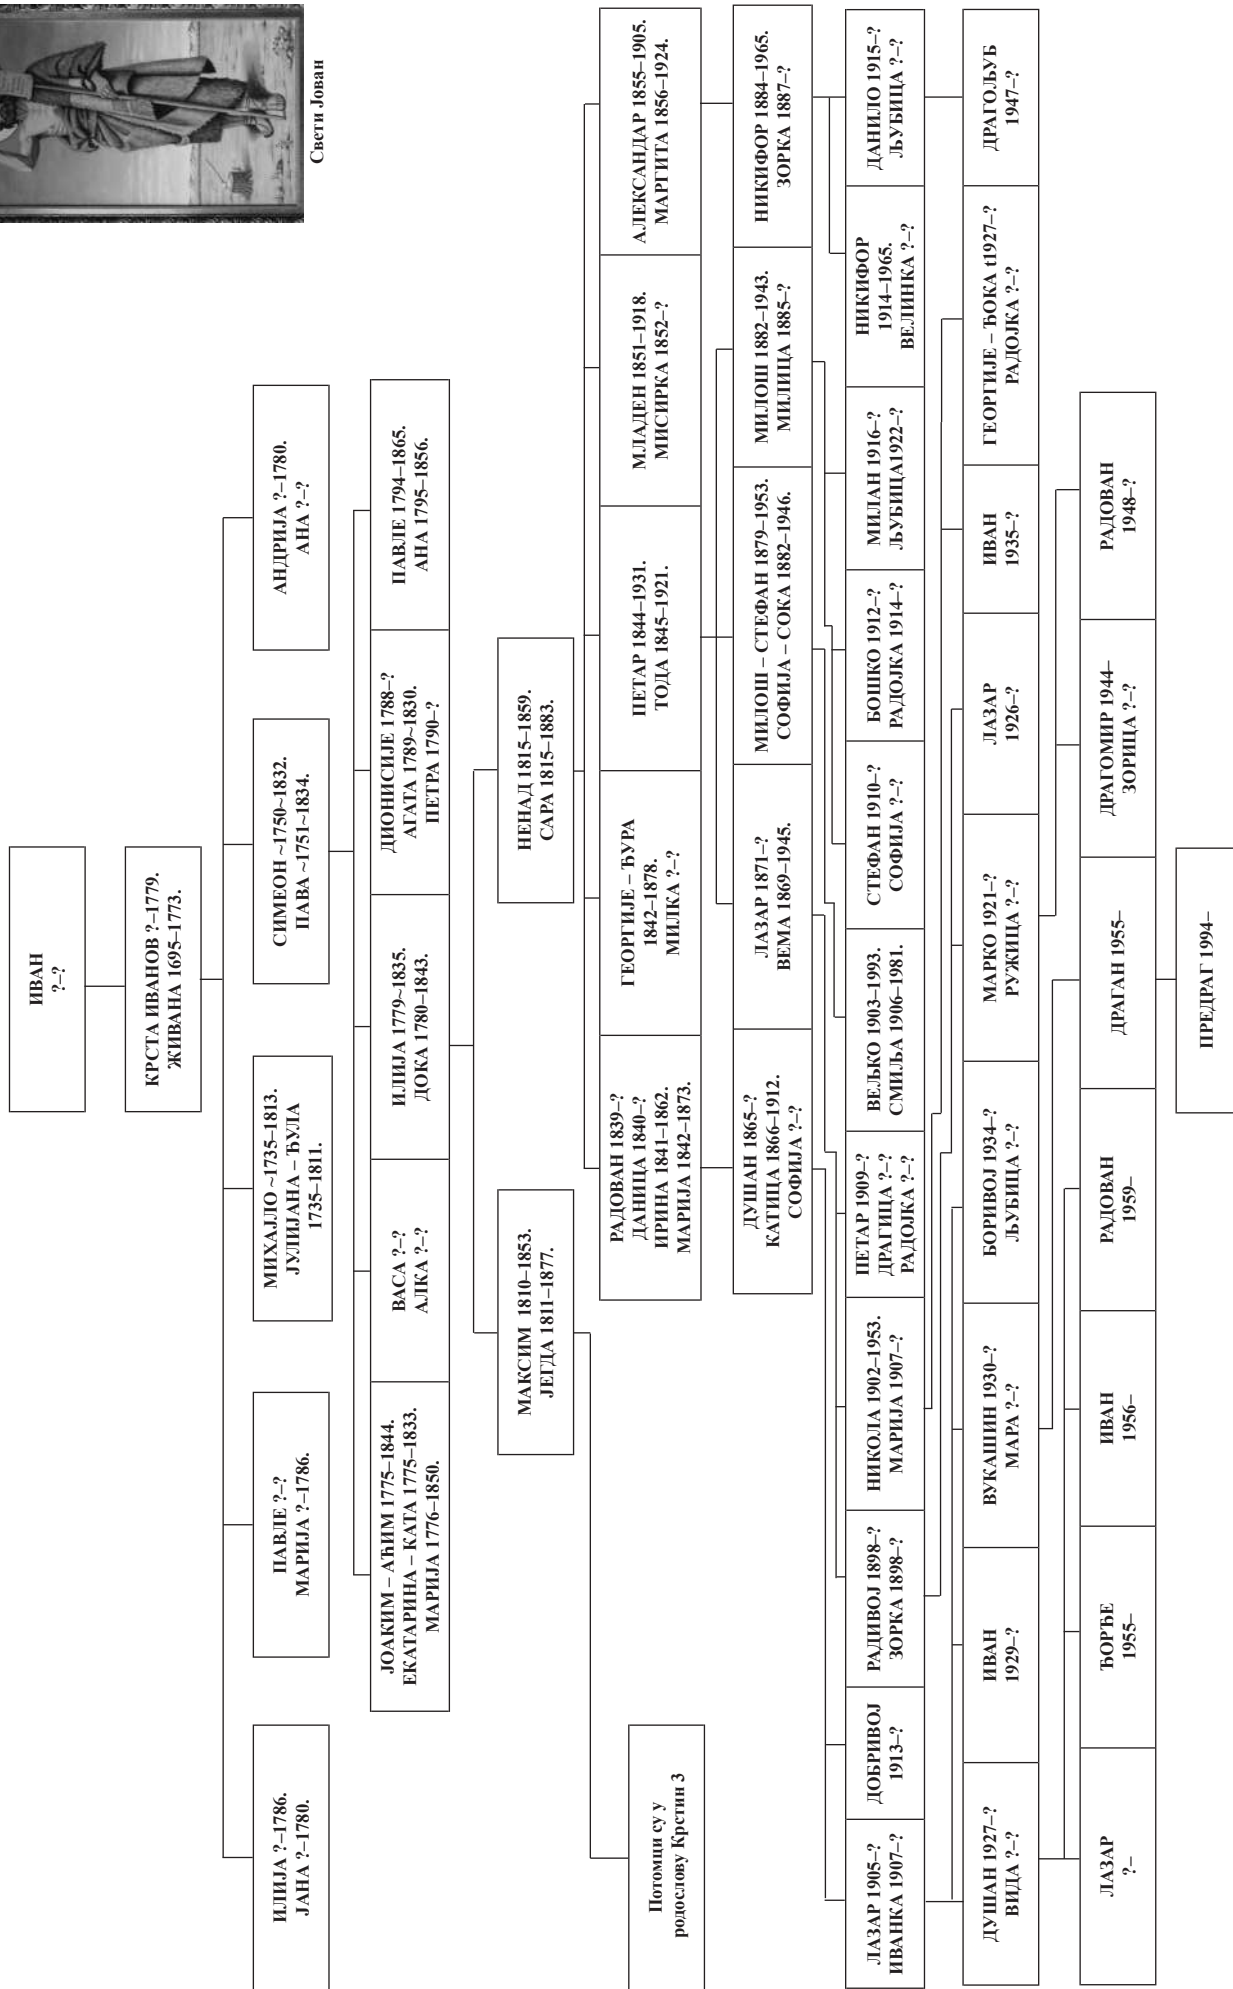 Свети Јован
ИВАН
?–?
КРСТА ИВАНОВ ?–1779.
ЖИВАНА 1695–1773.
ИЛИЈА ?–1786.
ЈАНА ?–1780.
ПАВЛЕ ?–?
МАРИЈА ?–1786.
МИХАЈЛО ~1735–1813.
ЈУЛИЈАНА – ЂУЛА
1735–1811.
СИМЕОН ~1750~1832.
ПАВА ~1751~1834.
АНДРИЈА ?–1780.
АНА ?–?
ЈОАКИМ – АЋИМ 1775–1844.
ЕКАТАРИНА – КАТА 1775–1833.
МАРИЈА 1776–1850.
ВАСА ?–?
АЛКА ?–?
ИЛИЈА 1779~1835.
ДОКА 1780–1843.
ДИОНИСИЈЕ 1788–?
АГАТА 1789~1830.
ПЕТРА 1790–?
ПАВЛЕ 1794–1865.
АНА 1795–1856.
МАКСИМ 1810–1853.
ЈЕГДА 1811–1877.
НЕНАД 1815–1859.
САРА 1815–1883.
Потомци су у
родослову Крстин 3
РАДОВАН 1839–?
ДАНИЦА 1840–?
ИРИНА 1841–1862.
МАРИЈА 1842–1873.
ГЕОРГИЈЕ – ЂУРА
1842–1878.
МИЛКА ?–?
ПЕТАР 1844–1931.
ТОДА 1845–1921.
МЛАДЕН 1851–1918.
МИСИРКА 1852–?
АЛЕКСАНДАР 1855–1905.
МАРГИТА 1856–1924.
ДУШАН 1865–?
КАТИЦА 1866–1912.
СОФИЈА ?–?
ЛАЗАР 1871–?
ВЕМА 1869–1945.
МИЛОШ – СТЕФАН 1879–1953.
СОФИЈА – СОКА 1882–1946.
МИЛОШ 1882–1943.
МИЛИЦА 1885–?
НИКИФОР 1884–1965.
ЗОРКА 1887–?
ЛАЗАР 1905–?
ИВАНКА 1907–?
ДОБРИВОЈ
1913–?
РАДИВОЈ 1898–?
ЗОРКА 1898–?
НИКОЛА 1902–1953.
МАРИЈА 1907–?
ПЕТАР 1909–?
ДРАГИЦА ?–?
РАДОЈКА ?–?
ВЕЉКО 1903–1993.
СМИЉА 1906–1981.
СТЕФАН 1910–?
СОФИЈА ?–?
БОШКО 1912–?
РАДОЈКА 1914–?
МИЛАН 1916–?
ЉУБИЦА1922–?
НИКИФОР
1914–1965.
ВЕЛИНКА ?–?
ДАНИЛО 1915–?
ЉУБИЦА ?–?
ДУШАН 1927–?
ВИДА ?–?
ИВАН
1929–?
ВУКАШИН 1930–?
МАРА ?–?
БОРИВОЈ 1934–?
ЉУБИЦА ?–?
МАРКО 1921–?
РУЖИЦА ?–?
ЛАЗАР
1926–?
ИВАН
1935–?
ГЕОРГИЈЕ – ЂОКА t1927–?
РАДОЈКА ?–?
ДРАГОЉУБ
1947–?
ЛАЗАР
?–
ЂОРЂЕ
1955–
ИВАН
1956–
РАДОВАН
1959–
ДРАГАН 1955–
ДРАГОМИР 1944–
ЗОРИЦА ?–?
РАДОВАН
1948–?
ПРЕДРАГ 1994–